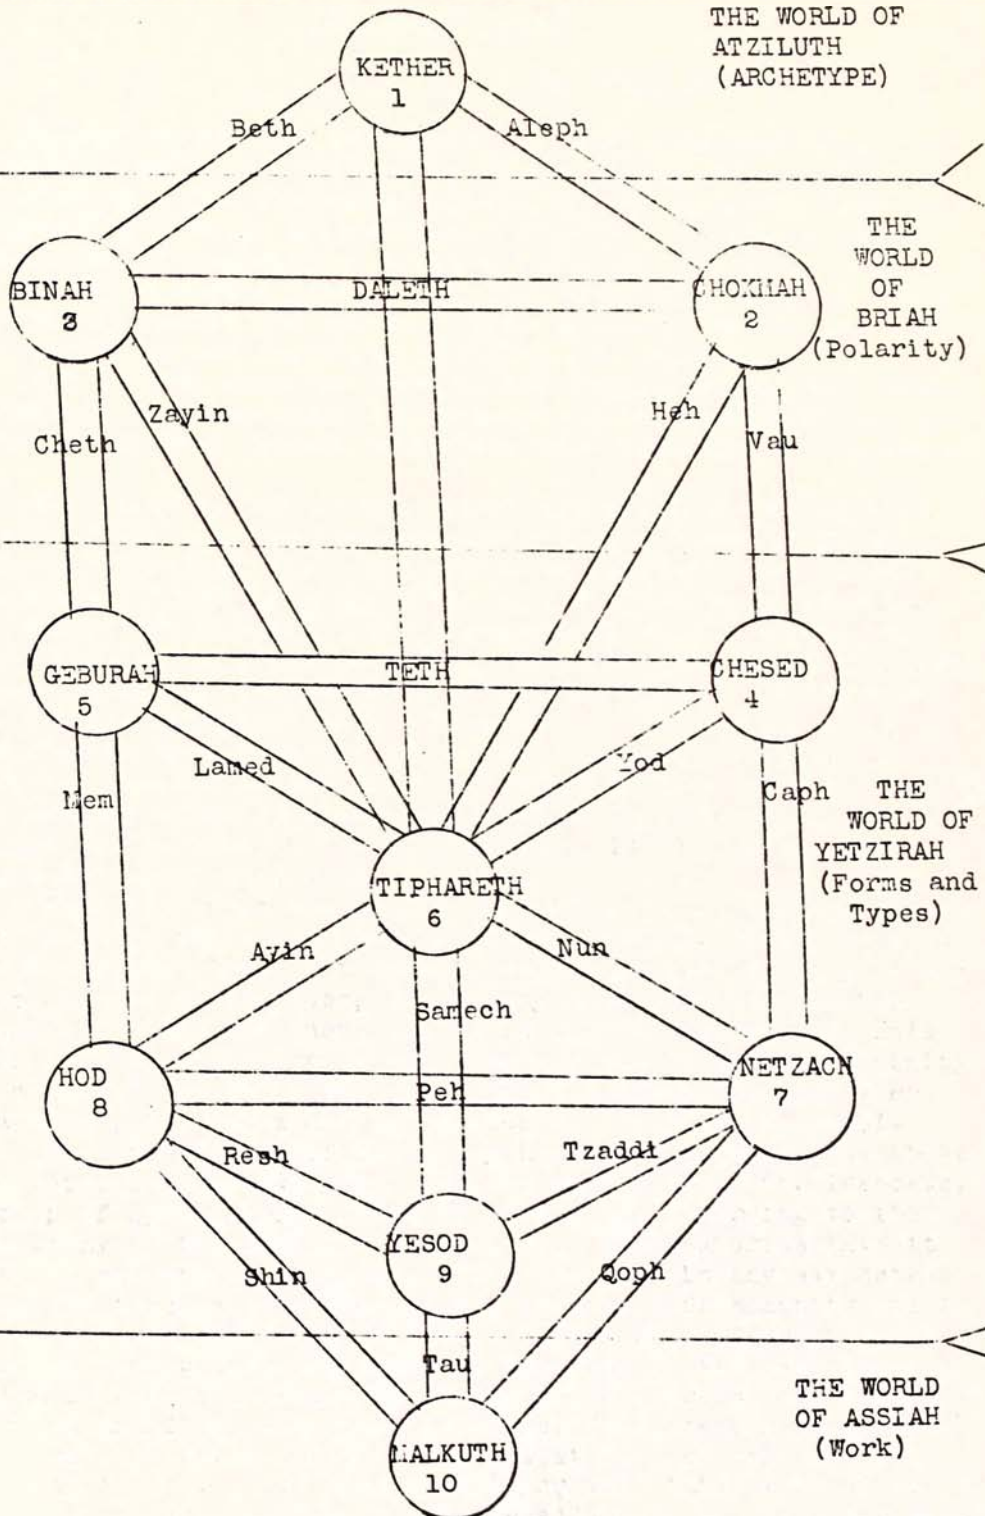 THE WORLD OF
ATZILUTH
(ARCHETYPE)
KETHER
1
Beth
Aleph
THE
WORLD
OF
BRIAH
(Polarity)
BINAH
3
DALETH
CHOKMAH
2
Cheth
Zayin
Heh
Vau
GEBURAH
5
TETH
CHESED
4
Lamed
Yod
Mem
Caph
THE
WORLD OF
YETZIRAH
(Forms and
Types)
TIPHARETH
6
Ayin
Nun
Samech
HOD
8
Peh
NETZACH
7
Resh
Tzaddi
YESOD
9
Shin
Qoph
Tau
THE WORLD
OF ASSIAH
(Work)
MALKUTH
10